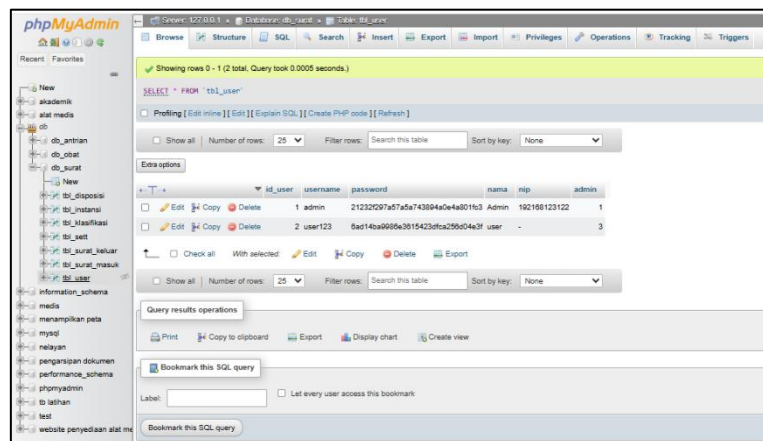 phpMyAdmin
Recent Favorites
New
akademik
alat medis
db
db_antrian
db_obat
db_surat
New
tbl_disposisi
tbl_instansi
tbl_klasifikasi
tbl_sett
tbl_surat_keluar
tbl_surat_masuk
tbl_user
information_schema
medis
menampilkan peta
mysql
nelayan
pengarsipan dokumen
performance_schema
phpmyadmin
tb latihan
test
website penyediaan alat me
Server: 127.0.0.1 » Database: db_surat » Table: tbl_user
Browse Structure SQL Search Insert Export Import Privileges Operations Tracking Triggers
Showing rows 0 - 1 (2 total, Query took 0.0005 seconds.)
SELECT * FROM `tbl_user`
Profiling [ Edit inline ] [ Edit ] [ Explain SQL ] [ Create PHP code ] [ Refresh ]
Show all Number of rows: 25 Filter rows: Search this table Sort by key: None
Extra options
id_user username password nama nip admin
Edit Copy Delete 1 admin 21232f297a57a5a743894a0e4a801fc3 Admin 192168123122 1
Edit Copy Delete 2 user123 6ad14ba9986e3615423dfca256d04e3f user - 3
Check all With selected: Edit Copy Delete Export
Show all Number of rows: 25 Filter rows: Search this table Sort by key: None
Query results operations
Print Copy to clipboard Export Display chart Create view
Bookmark this SQL query
Label: Let every user access this bookmark
Bookmark this SQL query